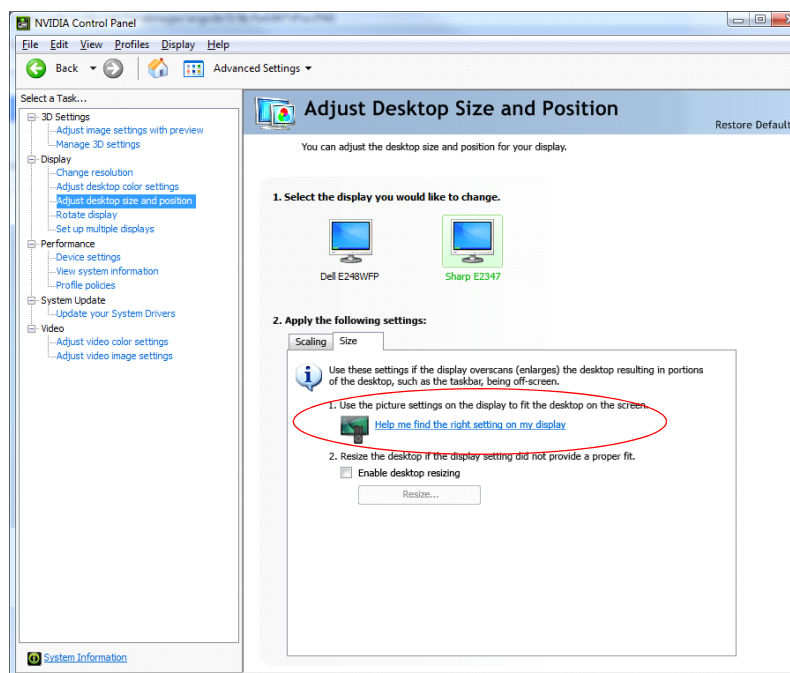 NVIDIA Control Panel
File Edit View Profiles Display Help
Back Advanced Settings
Select a Task...
3D Settings
Adjust image settings with preview
Manage 3D settings
Display
Change resolution
Adjust desktop color settings
Adjust desktop size and position
Rotate display
Set up multiple displays
Performance
Device settings
View system information
Profile policies
System Update
Update your System Drivers
Video
Adjust video color settings
Adjust video image settings
System Information
Adjust Desktop Size and Position
Restore Default
You can adjust the desktop size and position for your display.
1. Select the display you would like to change.
Dell E248WFP Sharp E2347
2. Apply the following settings:
Scaling Size
Use these settings if the display overscans (enlarges) the desktop resulting in portions
of the desktop, such as the taskbar, being off-screen.
1. Use the picture settings on the display to fit the desktop on the screen.
Help me find the right setting on my display
2. Resize the desktop if the display setting did not provide a proper fit.
Enable desktop resizing
Resize...